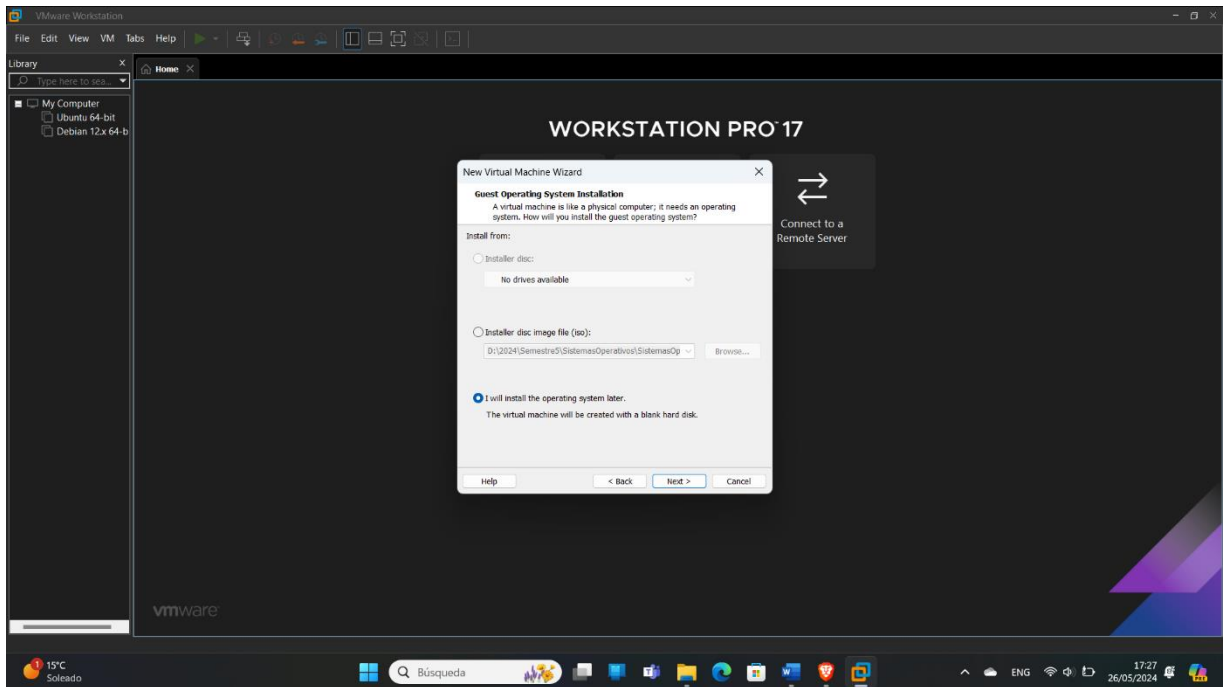 VMware Workstation
File Edit View VM Tabs Help
Library X
Home X
Type here to sea...
My Computer
Ubuntu 64-bit
Debian 12.x 64-b
WORKSTATION PRO™ 17
Connect to a
Remote Server
New Virtual Machine Wizard
Guest Operating System Installation
A virtual machine is like a physical computer; it needs an operating
system. How will you install the guest operating system?
Install from:
Installer disc:
No drives available
Installer disc image file (iso):
D:\2024\Semestre5\SistemasOperativos\SistemasOp
Browse...
I will install the operating system later.
The virtual machine will be created with a blank hard disk.
Help < Back Next > Cancel
vmware
1
15°C
Soleado
Búsqueda
ENG
17:27
26/05/2024